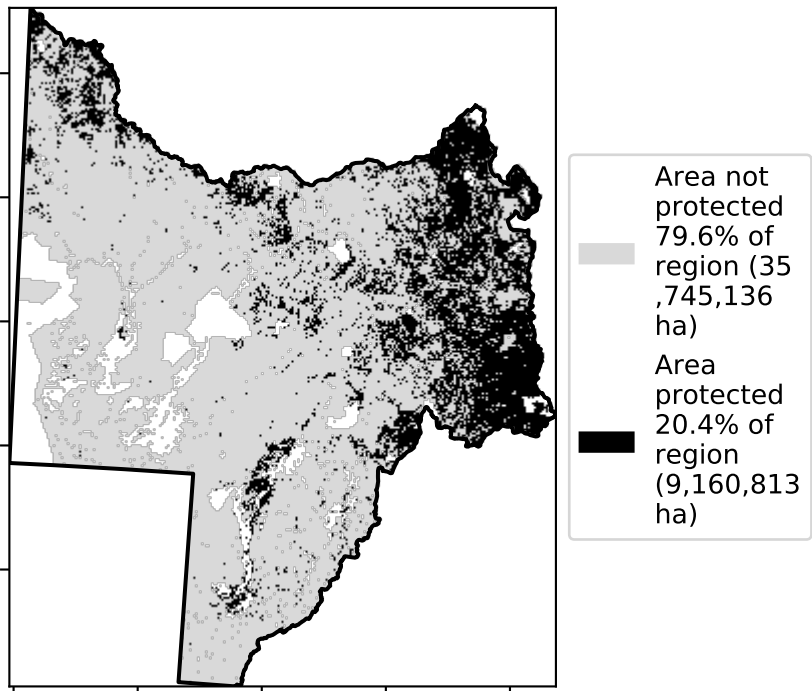 Area not
protected
79.6% of
region (35
,745,136
ha)
Area
protected
20.4% of
region
(9,160,813
ha)